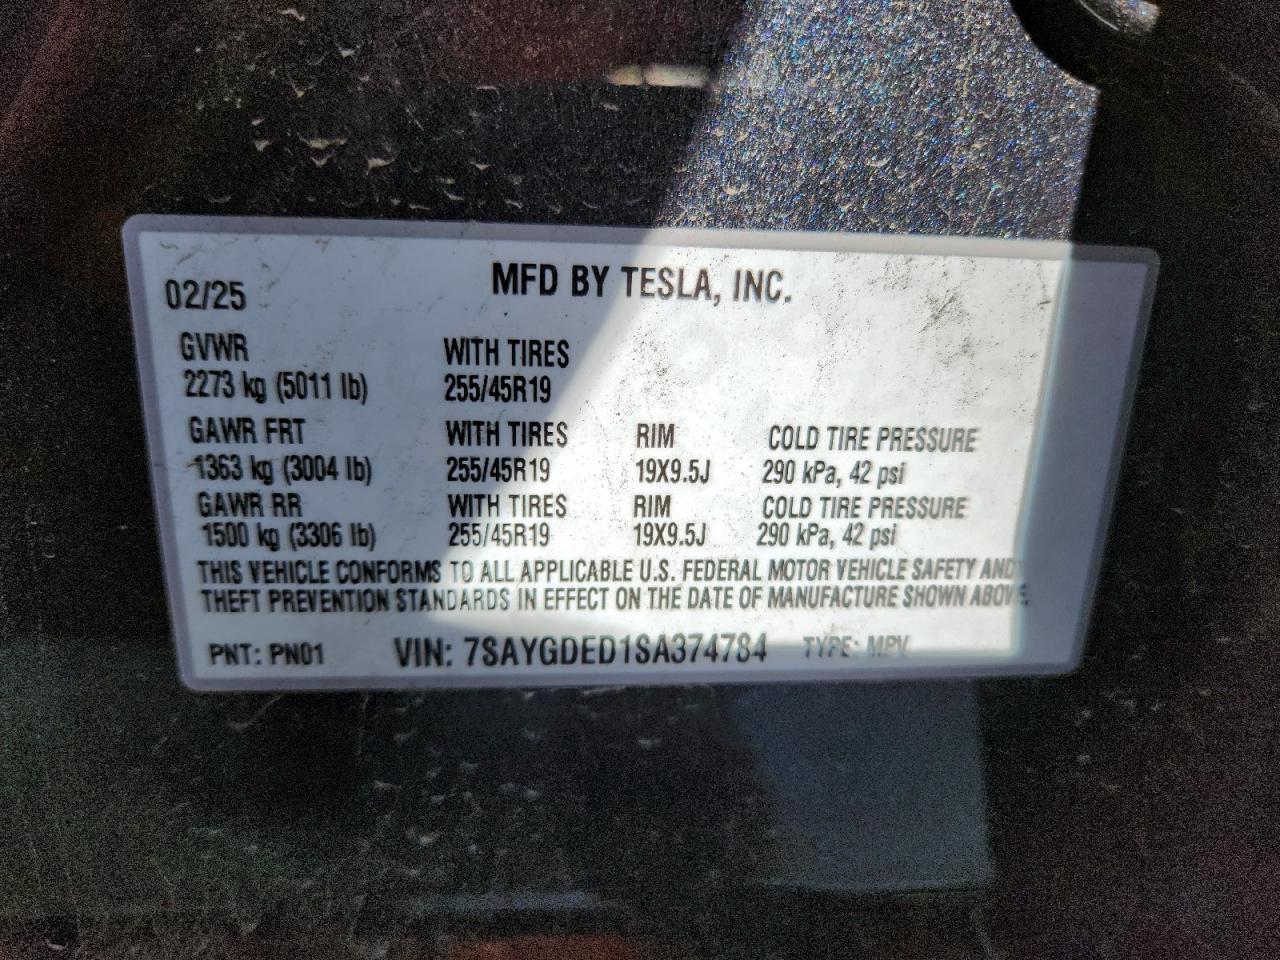 MFD BY TESLA, INC.
02/25
GVWR WITH TIRES
2273 kg (5011 lb) 255/45R19
GAWR FRT WITH TIRES RIM COLD TIRE PRESSURE
1363 kg (3004 lb) 255/45R19 19X9.5J 290 kPa, 42 psi
GAWR RR WITH TIRES RIM COLD TIRE PRESSURE
1500 kg (3306 lb) 255/45R19 19X9.5J 290 kPa, 42 psi
THIS VEHICLE CONFORMS TO ALL APPLICABLE U.S. FEDERAL MOTOR VEHICLE SAFETY AND
THEFT PREVENTION STANDARDS IN EFFECT ON THE DATE OF MANUFACTURE SHOWN ABOVE.
PNT: PN01 VIN: 7SAYGDED1SA374784 TYPE: MPV